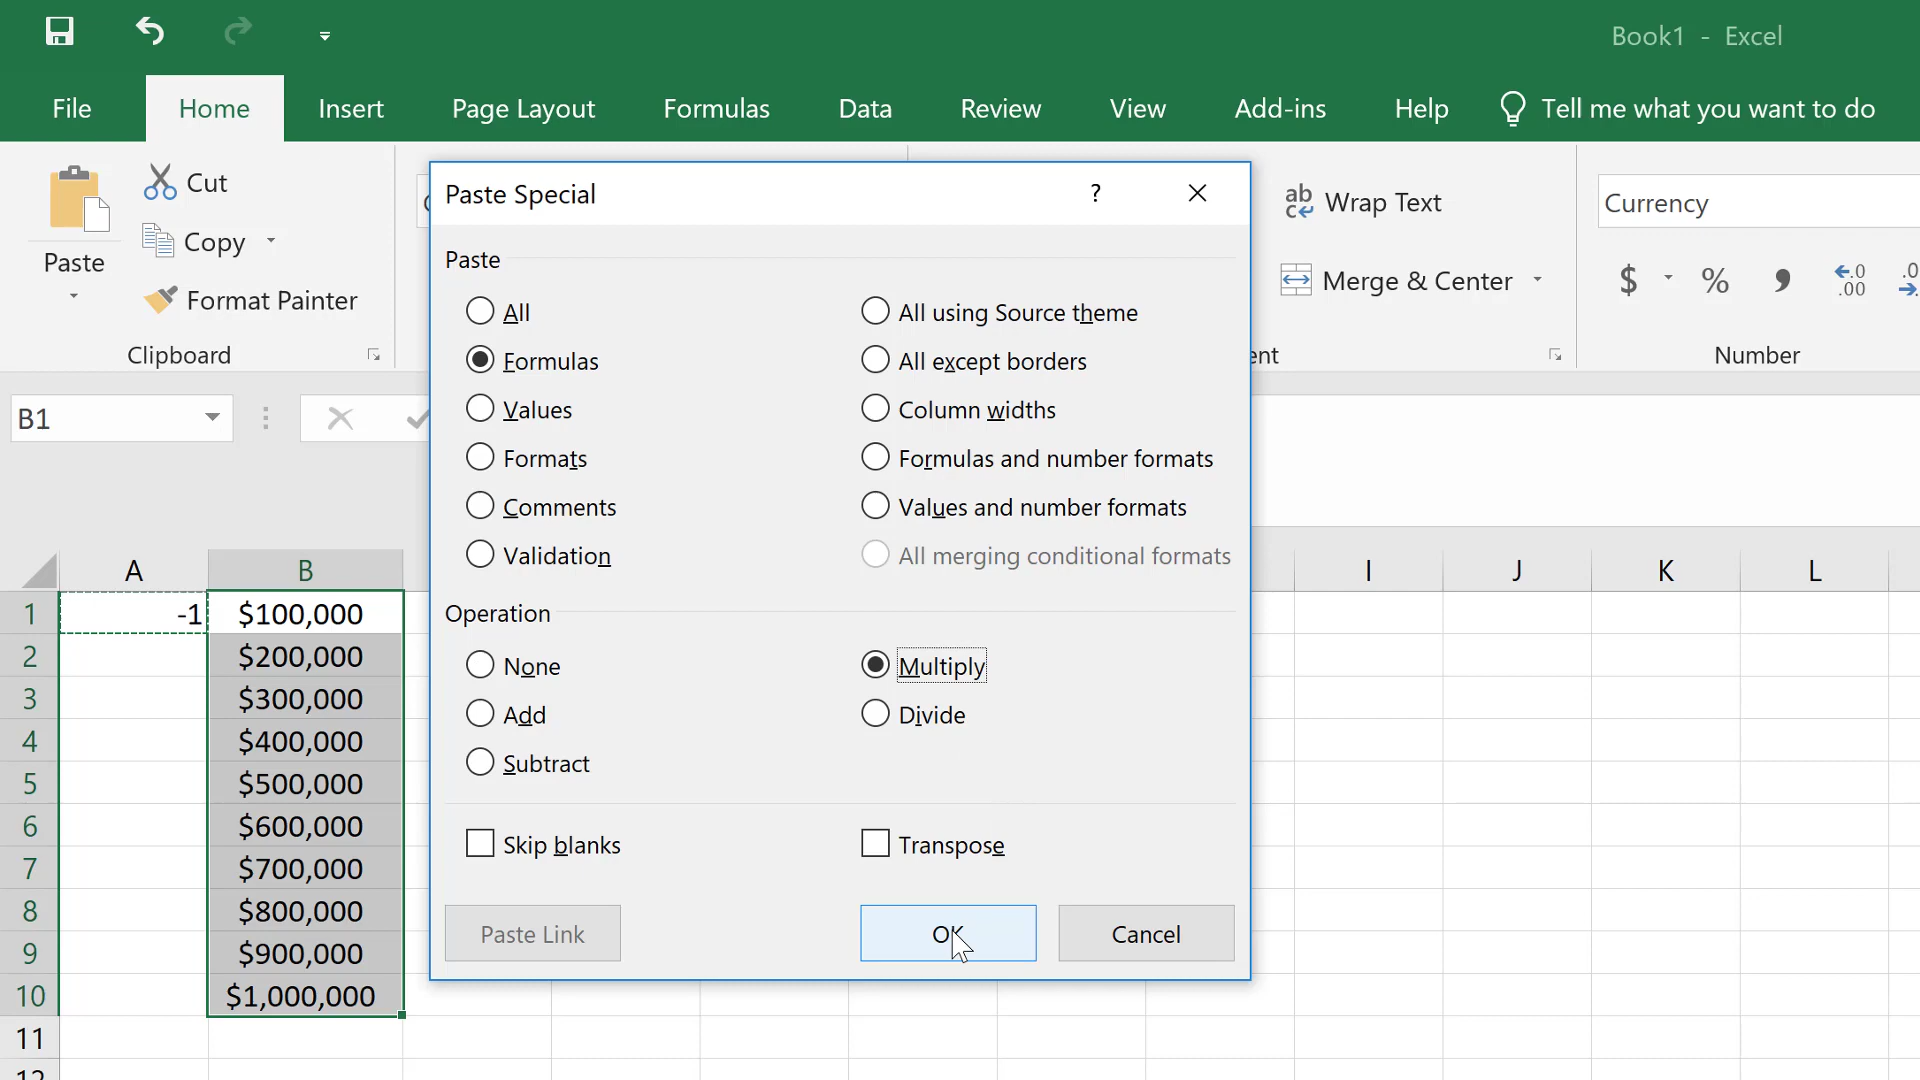 Book1 - Excel
File Home Insert Page Layout Formulas Data Review View Add-ins Help Tell me what you want to do
Paste
Cut
Copy
Format Painter
Clipboard
ab
c
Wrap Text
Merge & Center
Currency
$ % , .0 .00 .0
Number
B1
Paste Special ? X
Paste
All
Formulas
Values
Formats
Comments
Validation
All using Source theme
All except borders
Column widths
Formulas and number formats
Values and number formats
All merging conditional formats
Operation
None
Add
Subtract
Multiply
Divide
Skip blanks
Transpose
Paste Link
OK
Cancel
A B I J K L
1 -1 $100,000
2 $200,000
3 $300,000
4 $400,000
5 $500,000
6 $600,000
7 $700,000
8 $800,000
9 $900,000
10 $1,000,000
11
12